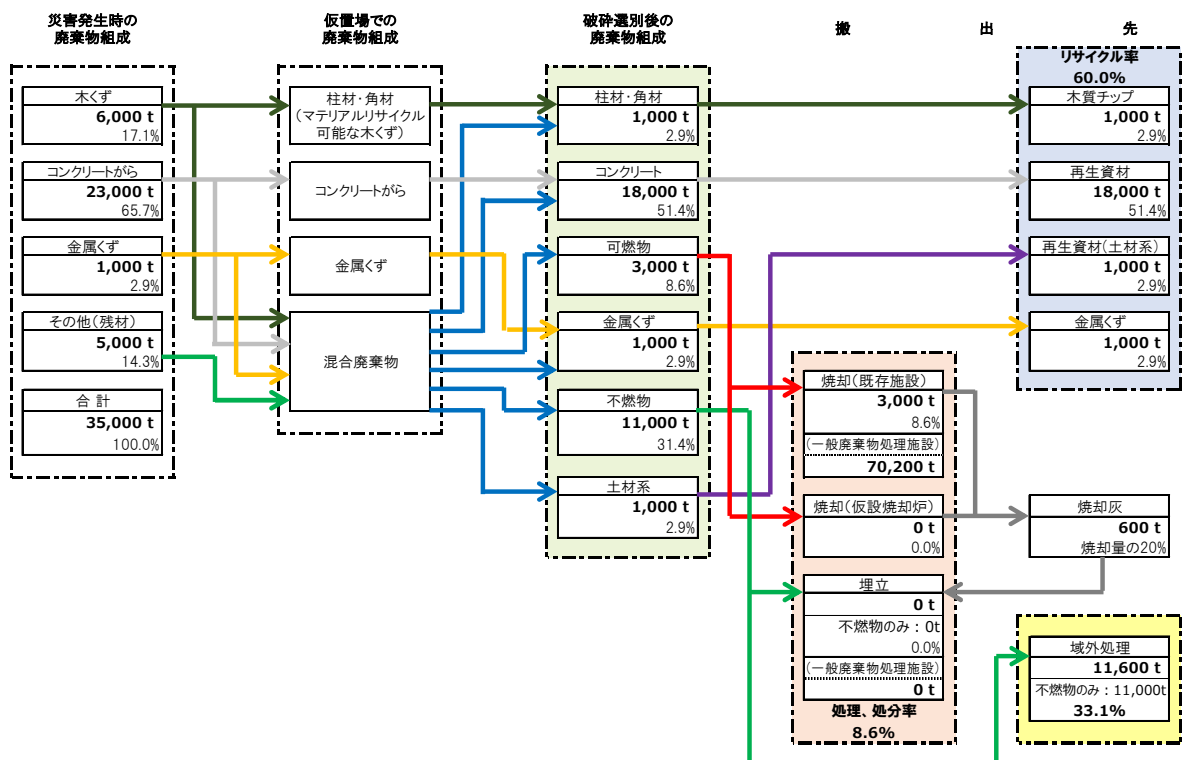 災害発生時の
廃棄物組成
仮置場での
廃棄物組成
破砕選別後の
廃棄物組成
搬 出 先
木くず
6,000 t
17.1%
コンクリートがら
23,000 t
65.7%
金属くず
1,000 t
2.9%
その他(残材)
5,000 t
14.3%
合 計
35,000 t
100.0%
柱材・角材
(マテリアルリサイクル
可能な木くず)
コンクリートがら
金属くず
混合廃棄物
柱材・角材
1,000 t
2.9%
コンクリート
18,000 t
51.4%
可燃物
3,000 t
8.6%
金属くず
1,000 t
2.9%
不燃物
11,000 t
31.4%
土材系
1,000 t
2.9%
焼却(既存施設)
3,000 t
8.6%
(一般廃棄物処理施設)
70,200 t
焼却(仮設焼却炉)
0 t
0.0%
埋立
0 t
不燃物のみ:0t
0.0%
(一般廃棄物処理施設)
0 t
処理、処分率
8.6%
リサイクル率
60.0%
木質チップ
1,000 t
2.9%
再生資材
18,000 t
51.4%
再生資材(土材系)
1,000 t
2.9%
金属くず
1,000 t
2.9%
焼却灰
600 t
焼却量の20%
域外処理
11,600 t
不燃物のみ:11,000t
33.1%